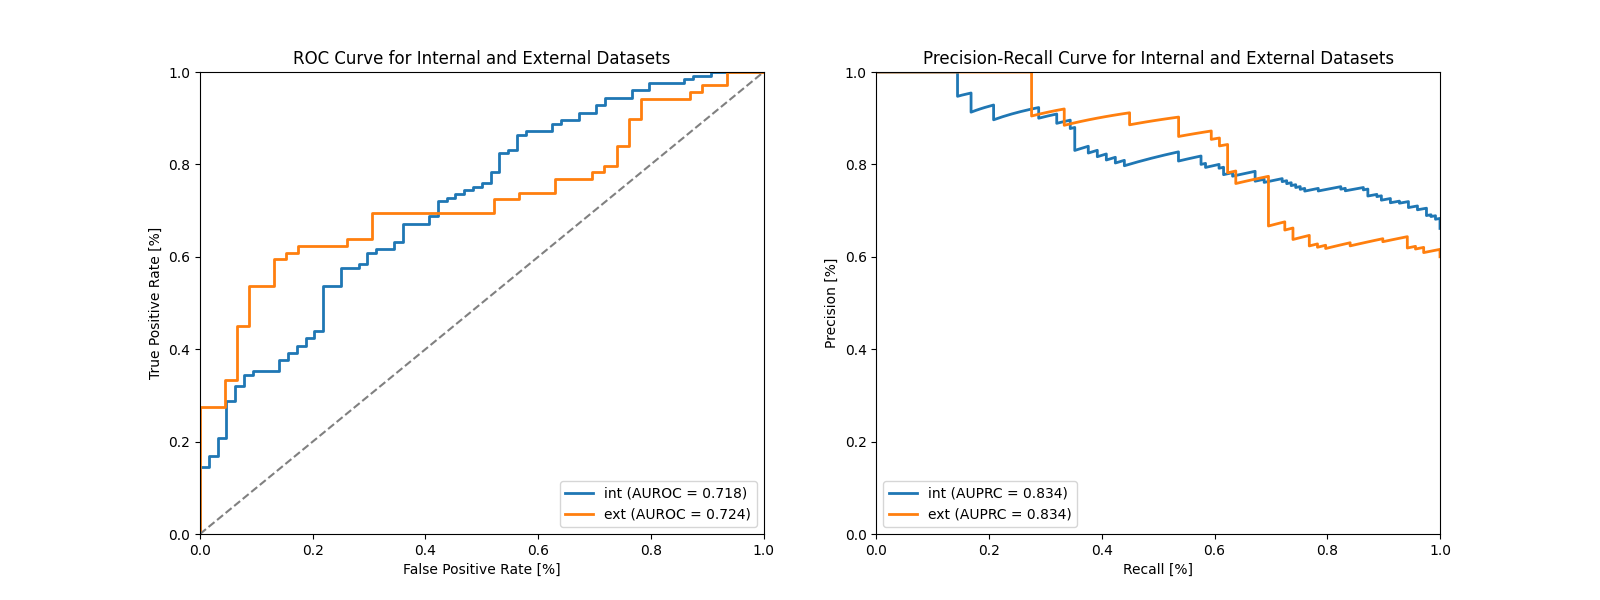 ROC Curve for Internal and External Datasets
1.0
0.8
0.6
0.4
0.2
0.0
True Positive Rate [%]
0.0 0.2 0.4 0.6 0.8 1.0
False Positive Rate [%]
int (AUROC = 0.718)
ext (AUROC = 0.724)
Precision-Recall Curve for Internal and External Datasets
1.0
0.8
0.6
0.4
0.2
0.0
Precision [%]
0.0 0.2 0.4 0.6 0.8 1.0
Recall [%]
int (AUPRC = 0.834)
ext (AUPRC = 0.834)